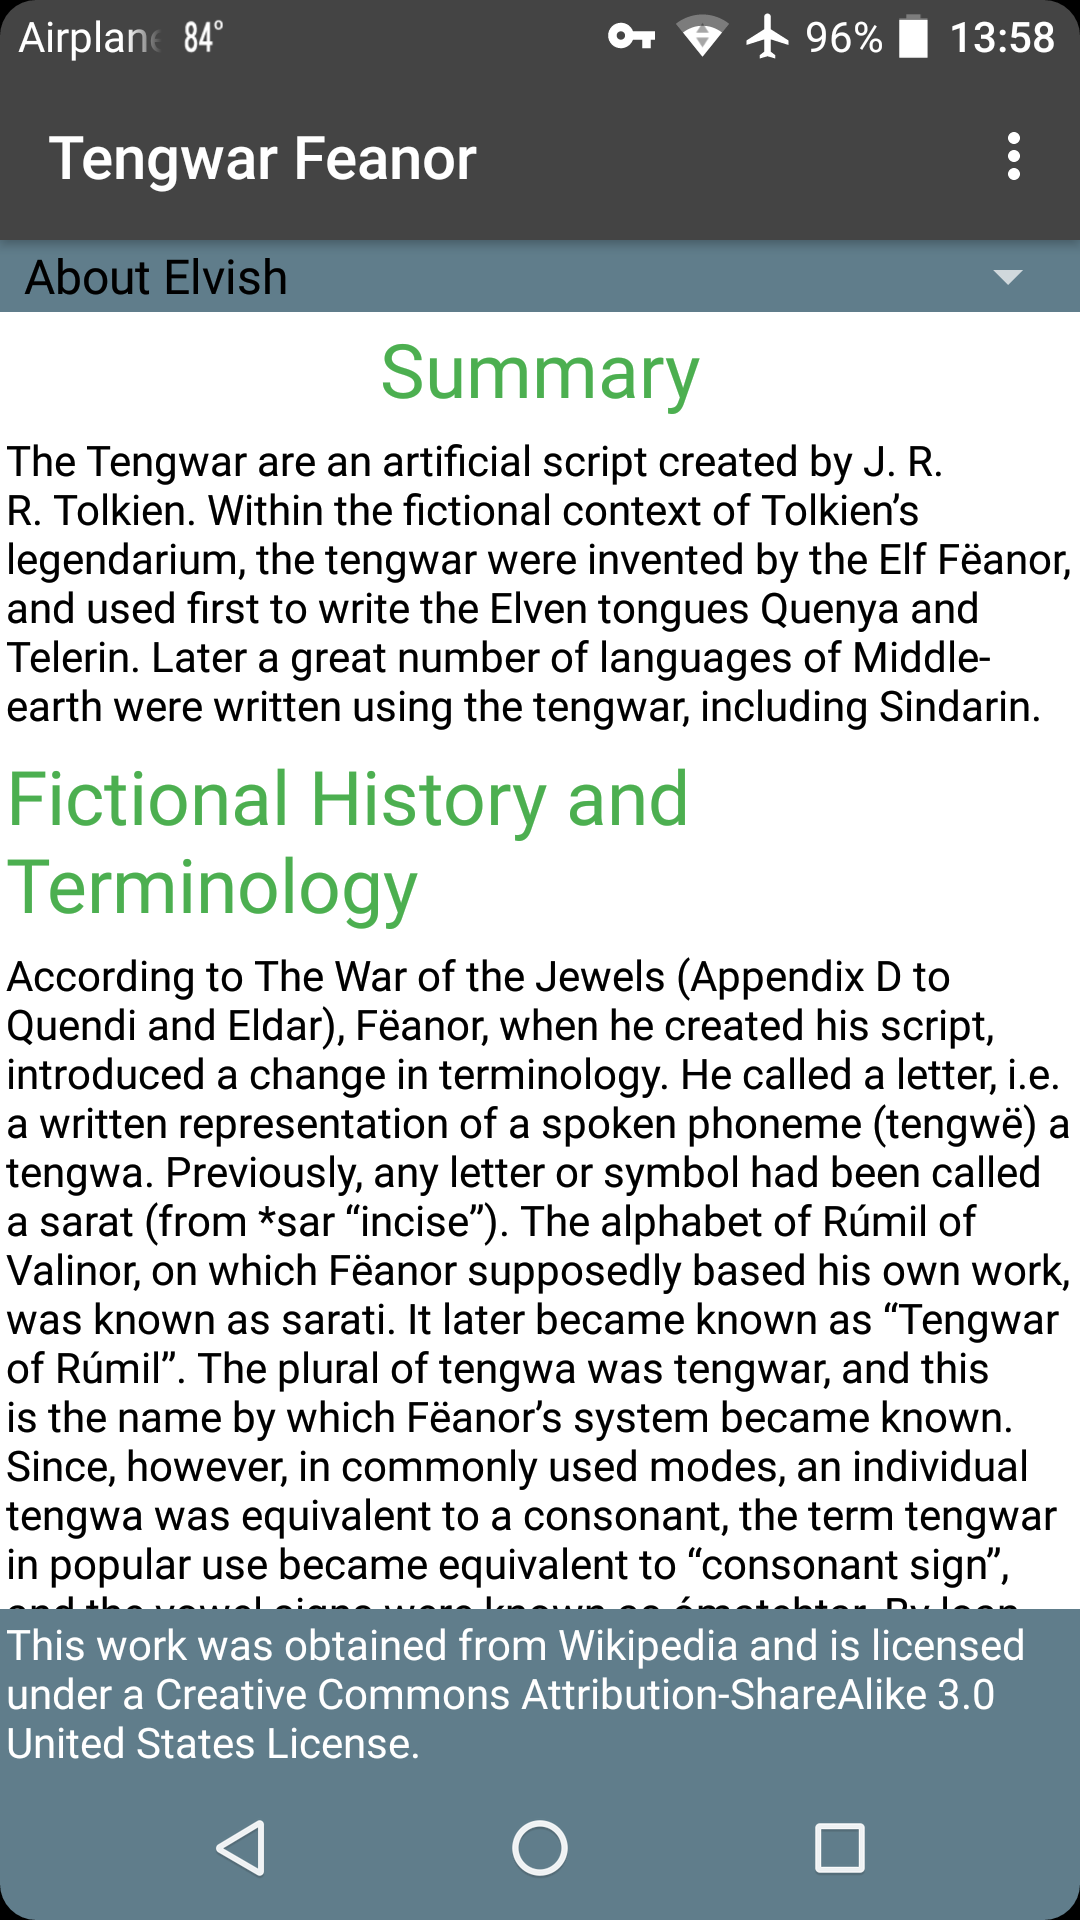 Airplan 84°
96% 13:58
Tengwar Feanor
About Elvish
Summary
The Tengwar are an artificial script created by J. R.
R. Tolkien. Within the fictional context of Tolkien’s
legendarium, the tengwar were invented by the Elf Fëanor,
and used first to write the Elven tongues Quenya and
Telerin. Later a great number of languages of Middle-
earth were written using the tengwar, including Sindarin.
Fictional History and
Terminology
According to The War of the Jewels (Appendix D to
Quendi and Eldar), Fëanor, when he created his script,
introduced a change in terminology. He called a letter, i.e.
a written representation of a spoken phoneme (tengwë) a
tengwa. Previously, any letter or symbol had been called
a sarat (from *sar “incise”). The alphabet of Rúmil of
Valinor, on which Fëanor supposedly based his own work,
was known as sarati. It later became known as “Tengwar
of Rúmil”. The plural of tengwa was tengwar, and this
is the name by which Fëanor’s system became known.
Since, however, in commonly used modes, an individual
tengwa was equivalent to a consonant, the term tengwar
in popular use became equivalent to “consonant sign”,
This work was obtained from Wikipedia and is licensed
under a Creative Commons Attribution-ShareAlike 3.0
United States License.